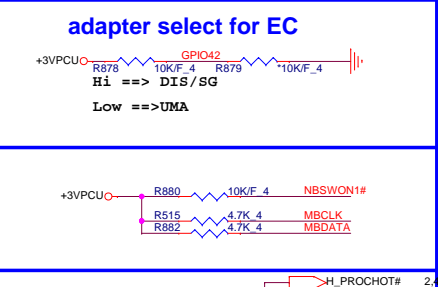 adapter select for EC
+3VPCU R878 10K/F_4 GPIO42 R879 *10K/F_4
Hi ==> DIS/SG
Low ==>UMA
+3VPCU R880 10K/F_4 NBSWON1#
R515 4.7K_4 MBCLK
R882 4.7K_4 MBDATA
H_PROCHOT#